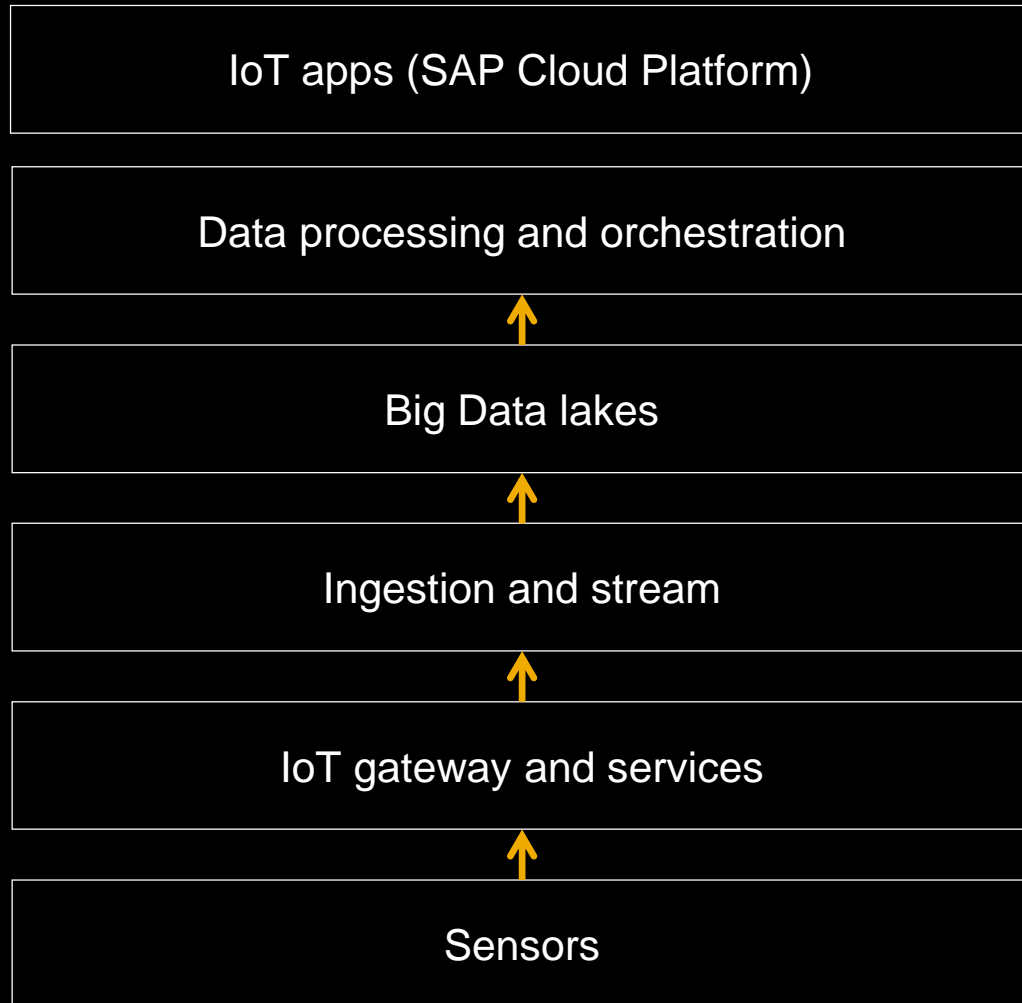 IoT apps (SAP Cloud Platform)
Data processing and orchestration
Big Data lakes
Ingestion and stream
IoT gateway and services
Sensors